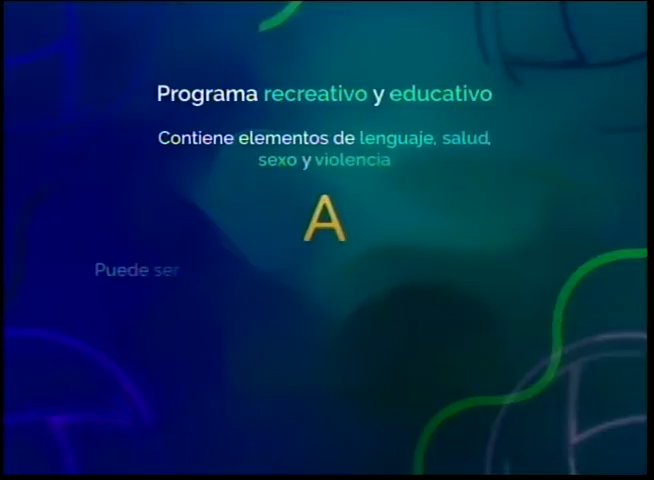 Programa recreativo y educativo
Contiene elementos de lenguaje, salud,
sexo y violencia
A
Puede ser